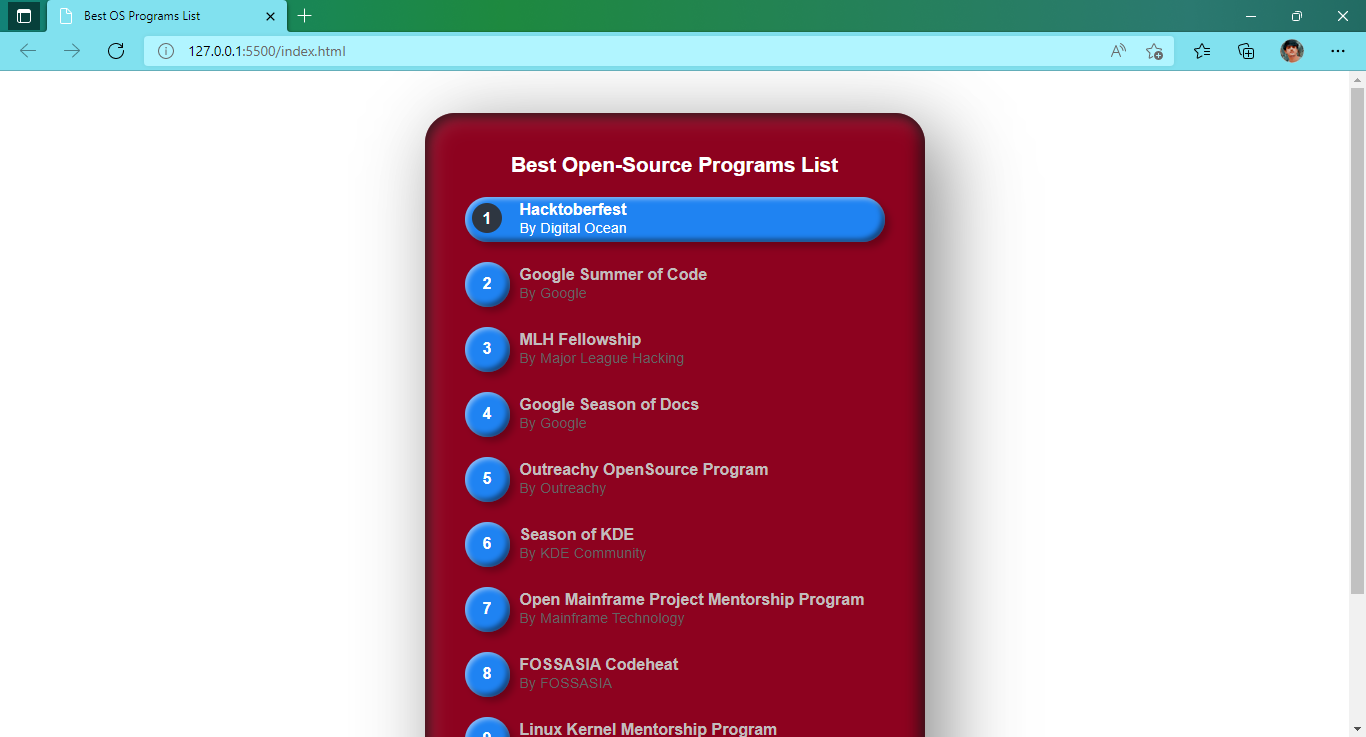 Best OS Programs List
127.0.0.1:5500/index.html
Best Open-Source Programs List
1
Hacktoberfest
By Digital Ocean
2
Google Summer of Code
By Google
3
MLH Fellowship
By Major League Hacking
4
Google Season of Docs
By Google
5
Outreachy OpenSource Program
By Outreachy
6
Season of KDE
By KDE Community
7
Open Mainframe Project Mentorship Program
By Mainframe Technology
8
FOSSASIA Codeheat
By FOSSASIA
9
Linux Kernel Mentorship Program